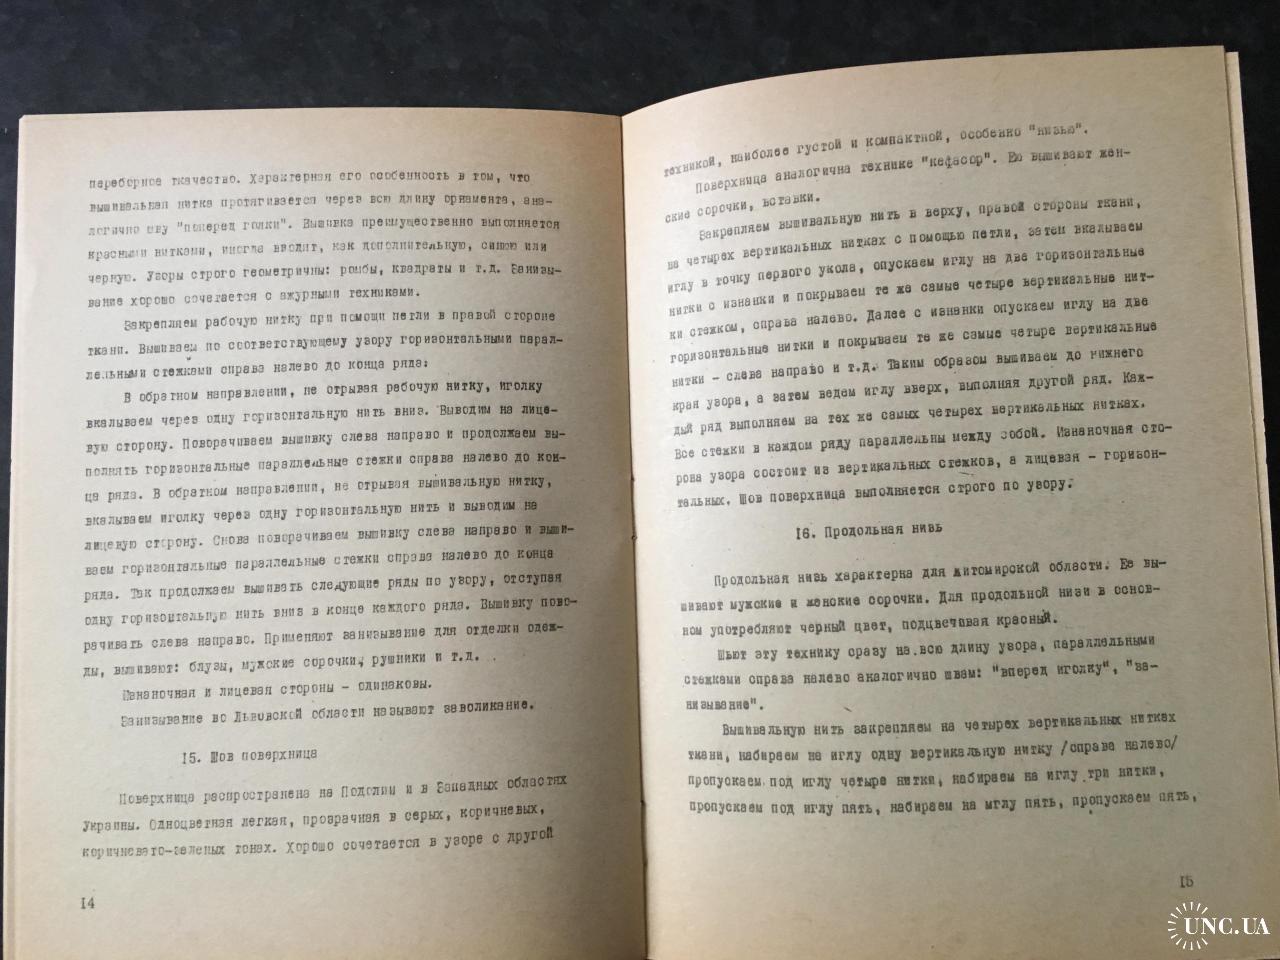 переборное ткачество. Характерная его особенность в том, что
вышивальная нитка протягивается через всю длину орнамента, ана-
логично шву "поперед голки". Вышивка преимущественно выполняется
красными нитками, иногда вводят, как дополнительную, синюю или
черную. Узоры строго геометричны: ромбы, квадраты и т.д. Занизы-
вание хорошо сочетается с ажурными техниками.
Закрепляем рабочую нитку при помощи петли в правой стороне
ткани. Вышиваем по соответствующему узору горизонтальными парал-
лельными стежками справа налево до конца ряда:
В обратном направлении, не отрывая рабочую нитку, иголку
вкалываем через одну горизонтальную нить вниз. Выводим на лице-
вую сторону. Поворачиваем вышивку слева направо и продолжаем вы-
полнять горизонтальные параллельные стежки справа налево до кон-
ца ряда. В обратном направлении, не отрывая вышивальную нитку,
вкалываем иголку через одну горизонтальную нить и выводим на
лицевую сторону. Снова поворачиваем вышивку слева направо и выши-
ваем горизонтальные параллельные стежки справа налево до конца
ряда. Так продолжаем вышивать следующие ряды по узору, отступая
одну горизонтальную нить вниз в конце каждого ряда. Вышивку пово-
рачивать слева направо. Применяют занизывание для отделки одеж-
ды, вышивают: блузы, мужские сорочки, рушники и т.д.
Изнаночная и лицевая стороны - одинаковы.
Занизывание во Львовской области называют заволикание.
15. Шов поверхница
Поверхница распространена на Подолии и в Западных областях
Украины. Одноцветная легкая, прозрачная в серых, коричневых,
коричневато-зеленых тонах. Хорошо сочетается в узоре с другой
14
техникой, наиболее густой и компактной, особенно "низью".
Поверхница аналогична технике "кефасор". Ею вышивают жен-
ские сорочки, вставки.
Закрепляем вышивальную нить в верху, правой стороны ткани,
на четырех вертикальных нитках с помощью петли, затем вкалываем
иглу в точку первого укола, опускаем иглу на две горизонтальные
нитки с изнанки и покрываем те же самые четыре вертикальные нит-
ки стежком, справа налево. Далее с изнанки опускаем иглу на две
горизонтальные нитки и покрываем те же самые четыре вертикальные
нитки - слева направо и т.д. Таким образом вышиваем до нижнего
края узора, а затем ведем иглу вверх, выполняя другой ряд. Каж-
дый ряд выполняем на тех же самых четырех вертикальных нитках.
Все стежки в каждом ряду параллельны между собой. Изнаночная сто-
рона узора состоит из вертикальных стежков, а лицевая - горизон-
тальных. Шов поверхница выполняется строго по узору.
16. Продольная низь
Продольная низь характерна для Житомирской области. Ее вы-
шивают мужские и женские сорочки. Для продольной низи в основ-
ном употребляют черный цвет, подцвечивая красный.
Шьют эту технику сразу на всю длину узора, параллельными
стежками справа налево аналогично швам: "вперед иголку", "за-
низывание".
Вышивальную нить закрепляем на четырех вертикальных нитках
ткани, набираем на иглу одну вертикальную нитку /справа налево/
пропускаем под иглу четыре нитки, набираем на иглу три нитки,
пропускаем под иглу пять, набираем на мглу пять, пропускаем пять,
15
UNC.UA